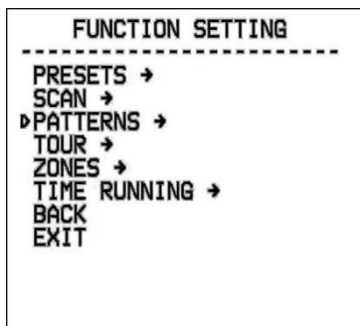 FUNCTION SETTING
PRESETS →
SCAN →
PATTERNS →
TOUR →
ZONES →
TIME RUNNING →
BACK
EXIT